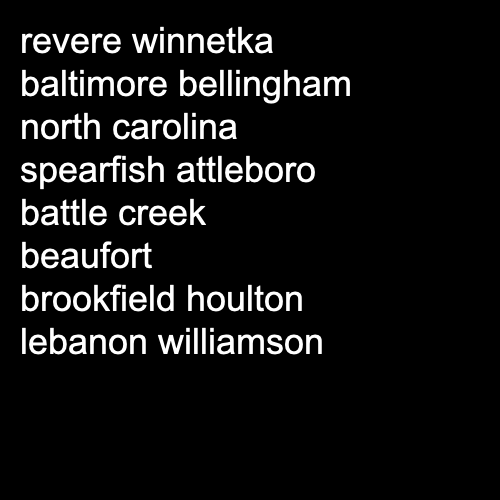 revere winnetka
baltimore bellingham
north carolina
spearfish attleboro
battle creek
beaufort
brookfield houlton
lebanon williamson